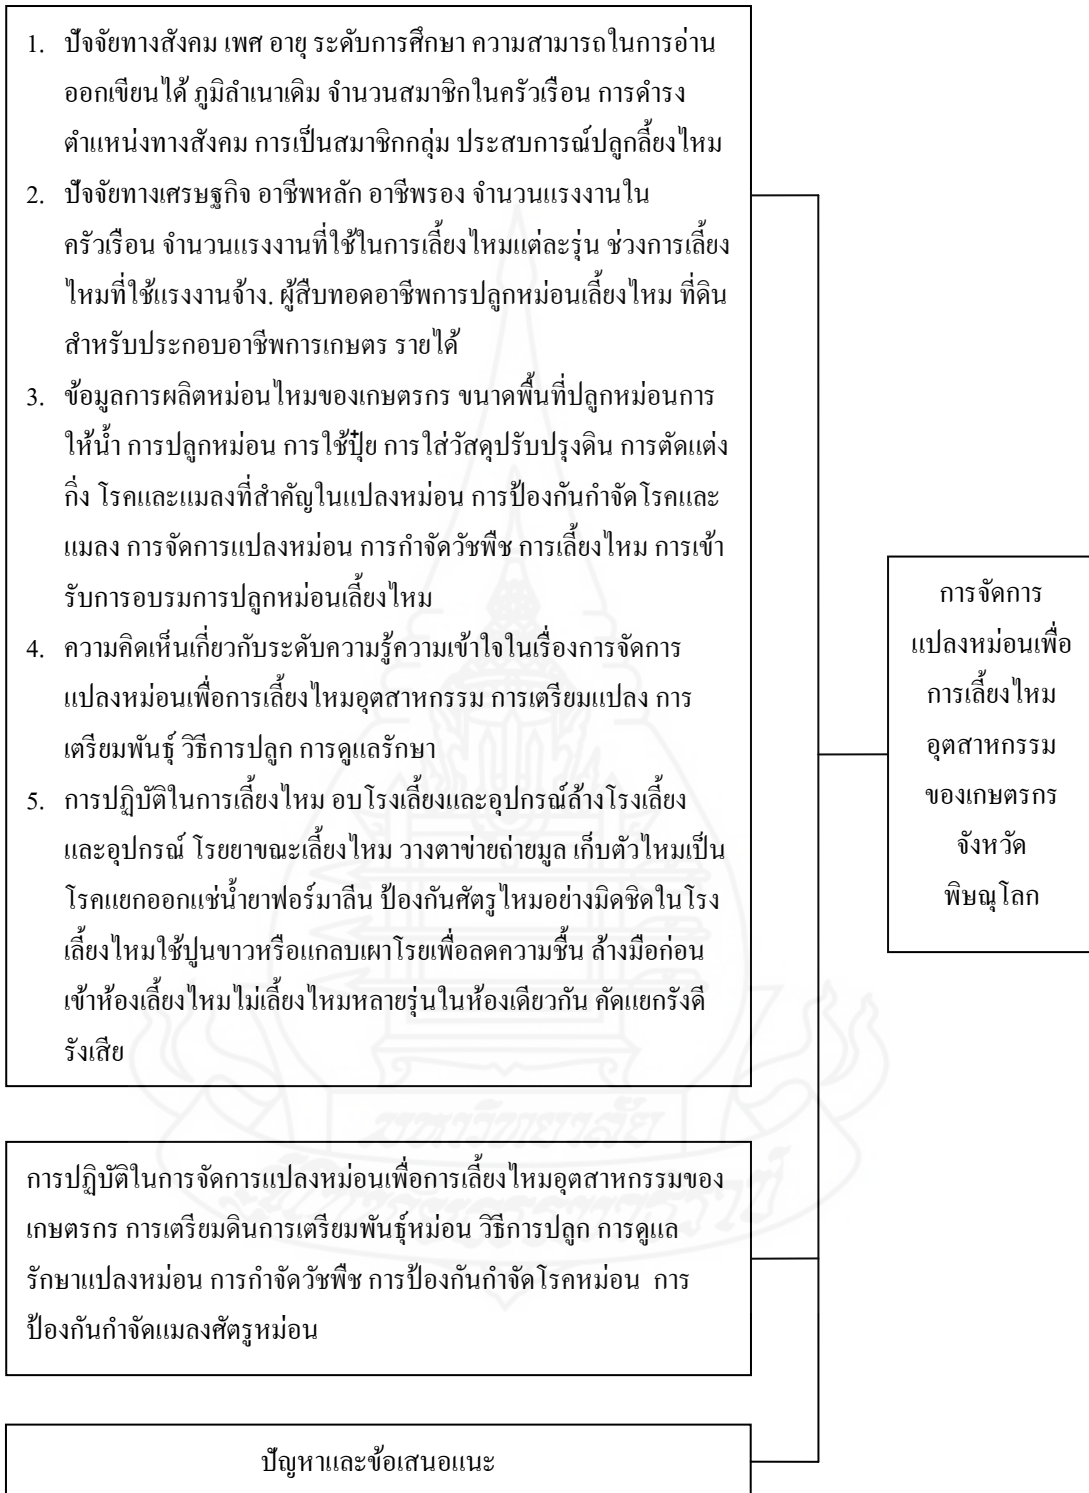 1. ปัจจัยทางสังคม เพศ อายุ ระดับการศึกษา ความสามารถในการอ่าน
ออกเขียนได้ ภูมิลำเนาเดิม จำนวนสมาชิกในครัวเรือน การดำรง
ตำแหน่งทางสังคม การเป็นสมาชิกกลุ่ม ประสบการณ์ปลูกลี้ยงไหม
2. ปัจจัยทางเศรษฐกิจ อาชีพหลัก อาชีพรอง จำนวนแรงงานใน
ครัวเรือน จำนวนแรงงานที่ใช้ในการเลี้ยงไหมแต่ละรุ่น ช่วงการเลี้ยง
ไหมที่ใช้แรงงานจ้าง. ผู้สืบทอดอาชีพการปลูกหม่อนเลี้ยงไหม ที่ดิน
สำหรับประกอบอาชีพการเกษตร รายได้
3. ข้อมูลการผลิตหม่อนไหมของเกษตรกร ขนาดพื้นที่ปลูกหม่อนการ
ให้น้ำ การปลูกหม่อน การใช้ปุ๋ย การใส่วัสดุปรับปรุงดิน การตัดแต่ง
กิ่ง โรคและแมลงที่สำคัญในแปลงหม่อน การป้องกันกำจัดโรคและ
แมลง การจัดการแปลงหม่อน การกำจัดวัชพืช การเลี้ยงไหม การเข้า
รับการอบรมการปลูกหม่อนเลี้ยงไหม
4. ความคิดเห็นเกี่ยวกับระดับความรู้ความเข้าใจในเรื่องการจัดการ
แปลงหม่อนเพื่อการเลี้ยงไหมอุตสาหกรรม การเตรียมแปลง การ
เตรียมพันธุ์ วิธีการปลูก การดูแลรักษา
5. การปฏิบัติในการเลี้ยงไหม อบโรงเลี้ยงและอุปกรณ์ล้างโรงเลี้ยง
และอุปกรณ์ โรยยาขณะเลี้ยงไหม วางตาข่ายถ่ายมูล เก็บตัวไหมเป็น
โรคแยกออกแช่น้ำยาฟอร์มาลีน ป้องกันศัตรูไหมอย่างมิดชิดในโรง
เลี้ยงไหมใช้ปูนขาวหรือแกลบเผาโรยเพื่อลดความชื้น ล้างมือก่อน
เข้าห้องเลี้ยงไหมไม่เลี้ยงไหมหลายรุ่นในห้องเดียวกัน คัดแยกรังดี
รังเสีย
การจัดการ
แปลงหม่อนเพื่อ
การเลี้ยงไหม
อุตสาหกรรม
ของเกษตรกร
จังหวัด
พิษณุโลก
มหาวิทยาลัย
สุโขทัยธรรมาธิราช
การปฏิบัติในการจัดการแปลงหม่อนเพื่อการเลี้ยงไหมอุตสาหกรรมของ
เกษตรกร การเตรียมดินการเตรียมพันธุ์หม่อน วิธีการปลูก การดูแล
รักษาแปลงหม่อน การกำจัดวัชพืช การป้องกันกำจัดโรคหม่อน การ
ป้องกันกำจัดแมลงศัตรูหม่อน
ปัญหาและข้อเสนอแนะ